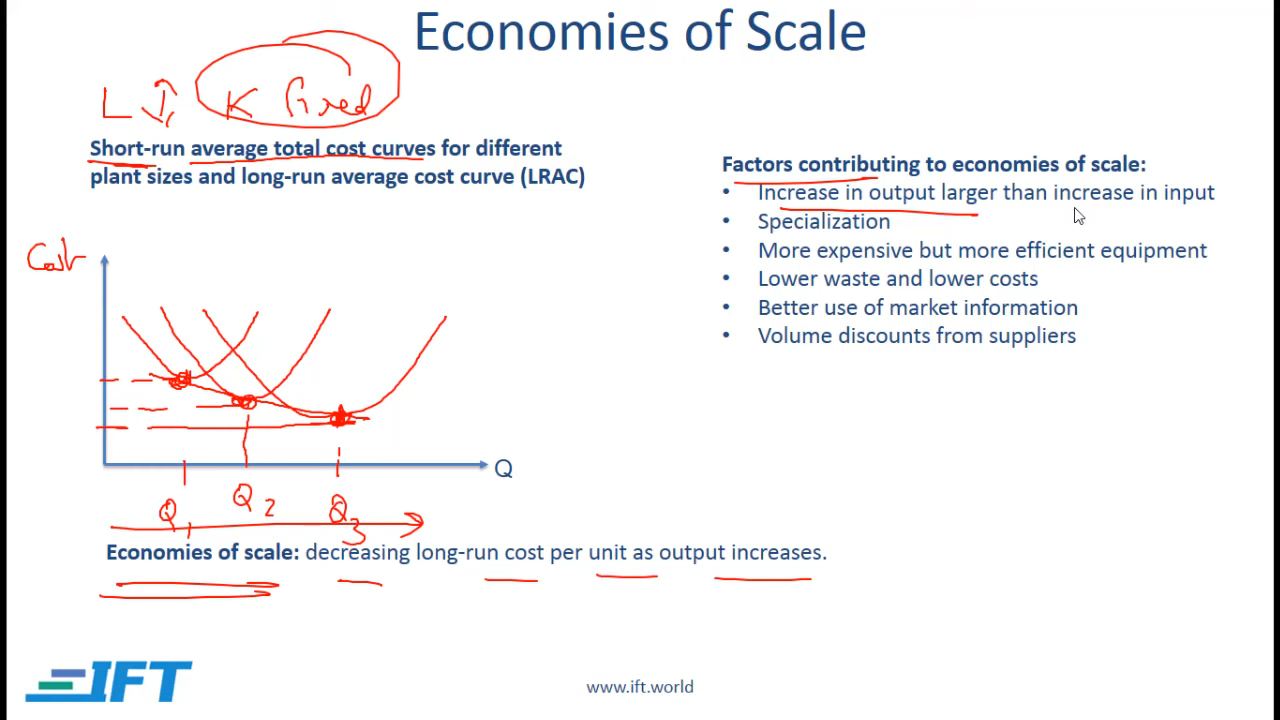 Economies of Scale
L K fixed
Short-run average total cost curves for different
plant sizes and long-run average cost curve (LRAC)
Cost
Q
Q1 Q2 Q3
Economies of scale: decreasing long-run cost per unit as output increases.
Factors contributing to economies of scale:
• Increase in output larger than increase in input
• Specialization
• More expensive but more efficient equipment
• Lower waste and lower costs
• Better use of market information
• Volume discounts from suppliers
IFT
www.ift.world